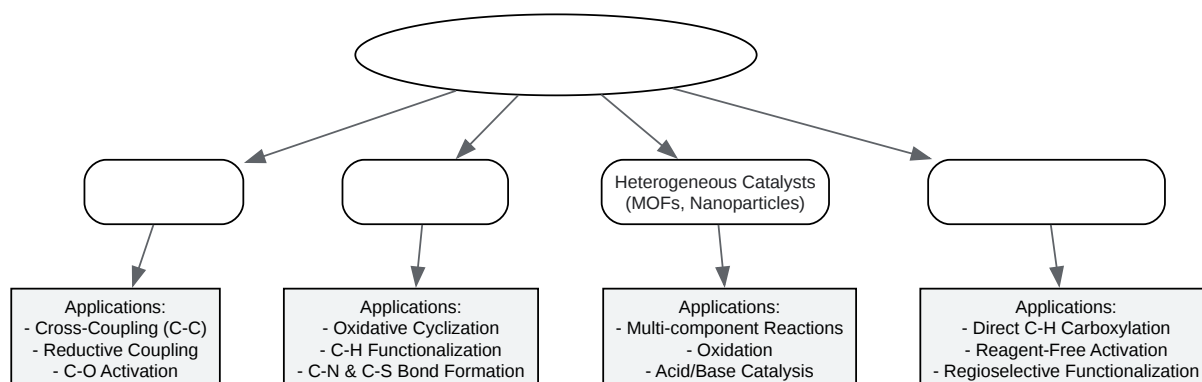 Heterogeneous Catalysts
(MOFs, Nanoparticles)
Applications:
- Cross-Coupling (C-C)
- Reductive Coupling
- C-O Activation
Applications:
- Oxidative Cyclization
- C-H Functionalization
- C-N & C-S Bond Formation
Applications:
- Multi-component Reactions
- Oxidation
- Acid/Base Catalysis
Applications:
- Direct C-H Carboxylation
- Reagent-Free Activation
- Regioselective Functionalization